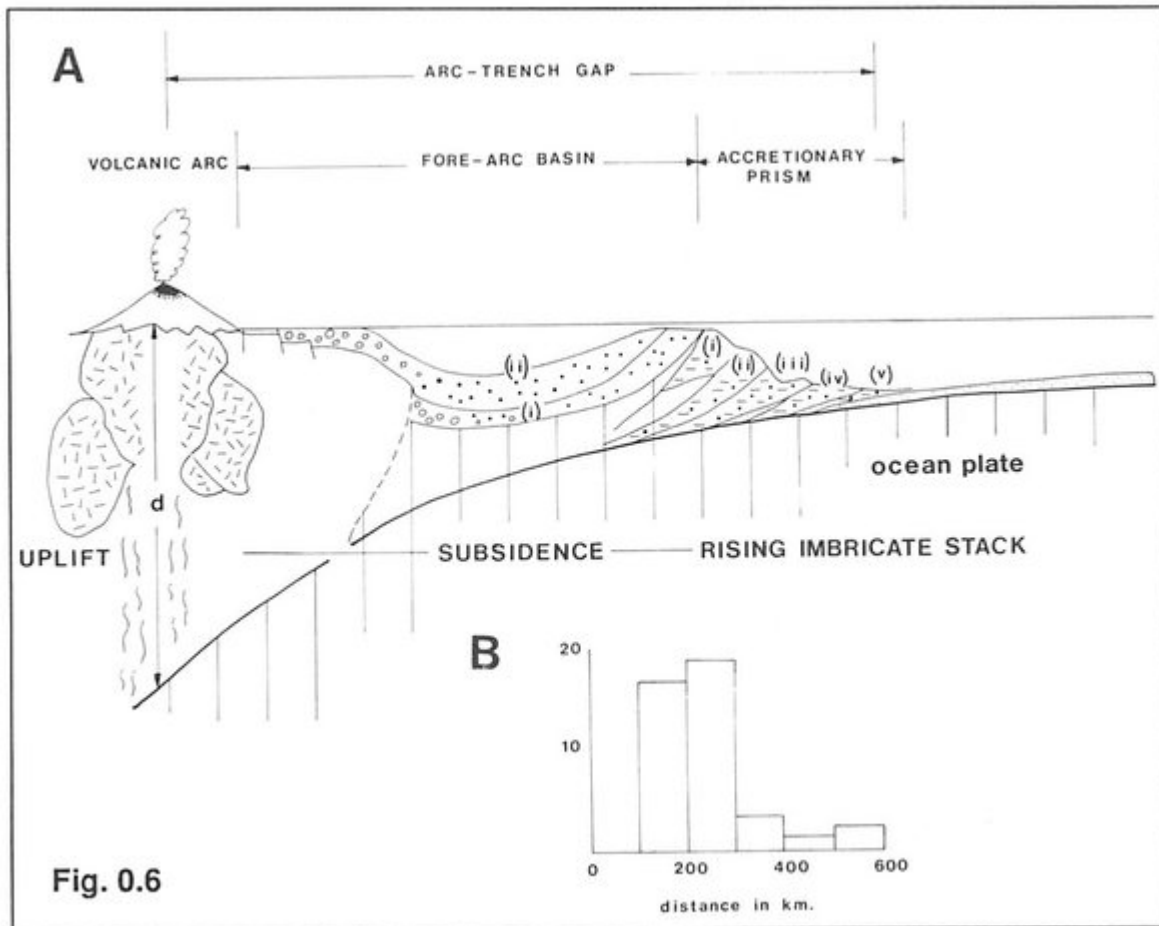 A
ARC-TRENCH GAP
VOLCANIC ARC
FORE-ARC BASIN
ACCRETIONARY
PRISM
(ii)
(i)
(i)
(ii)
(iii)
(iv)
(v)
ocean plate
d
UPLIFT
SUBSIDENCE
RISING IMBRICATE STACK
B
20
10
0
200
400
600
distance in km.
Fig. 0.6